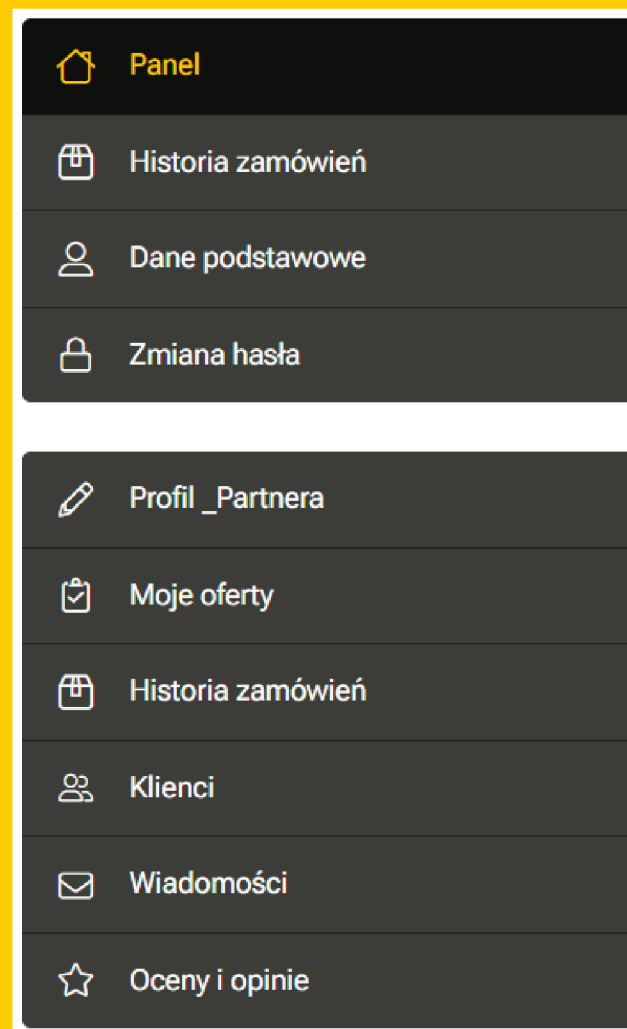 Panel
Historia zamówień
Dane podstawowe
Zmiana hasła
Profil _Partnera
Moje oferty
Historia zamówień
Klienci
Wiadomości
Oceny i opinie